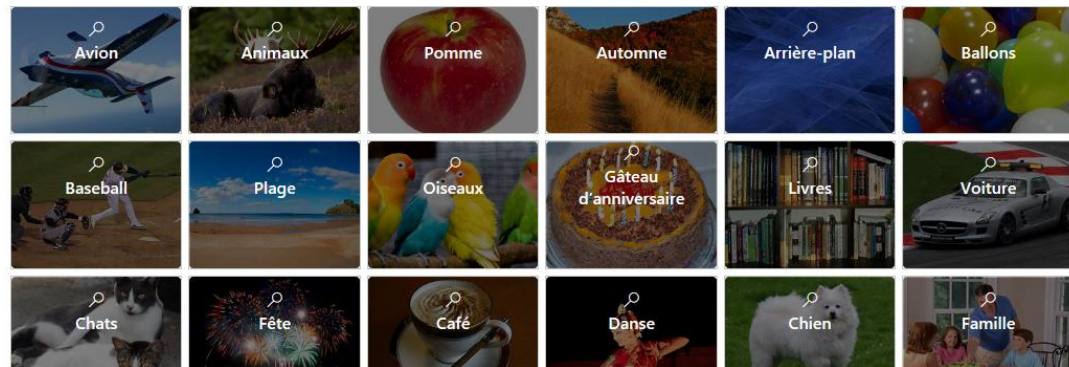 Avion
Animaux
Pomme
Automne
Arrière-plan
Ballons
Baseball
Plage
Oiseaux
Gâteau
d'anniversaire
Livres
Voiture
Chats
Fête
Café
Danse
Chien
Famille